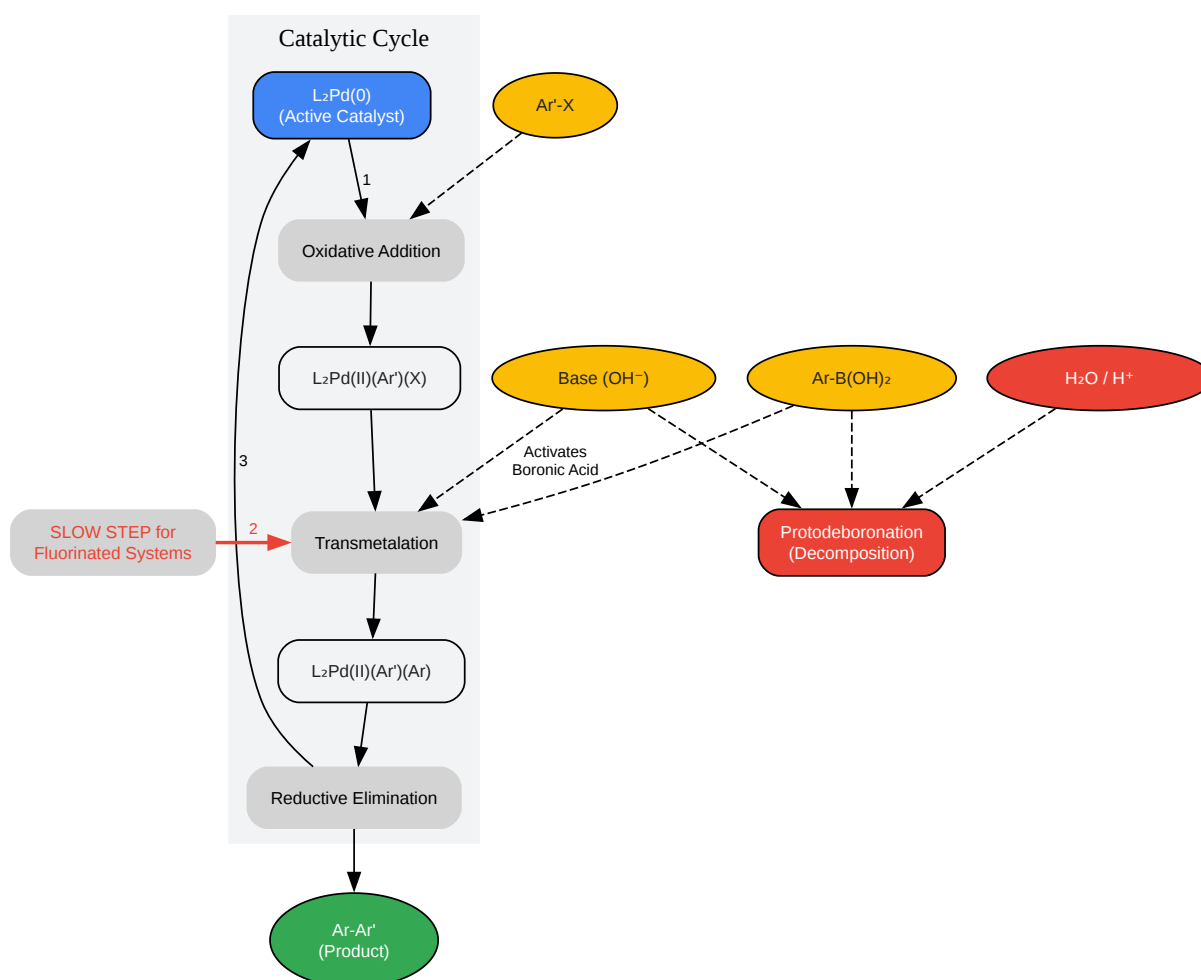 Catalytic Cycle
L₂Pd(0)
(Active Catalyst)
Ar'-X
1
Oxidative Addition
L₂Pd(II)(Ar')(X)
Base (OH⁻)
Ar-B(OH)₂
H₂O / H⁺
Activates
Boronic Acid
3
SLOW STEP for
Fluorinated Systems
2
Transmetalation
Protodeboronation
(Decomposition)
L₂Pd(II)(Ar')(Ar)
Reductive Elimination
Ar-Ar'
(Product)